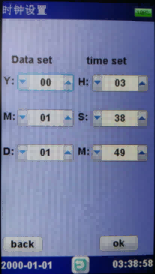 时钟设置
Data set time set
Y: 00 H: 03
M: 01 S: 38
D: 01 M: 49
back ok
2000-01-01 03:38:58